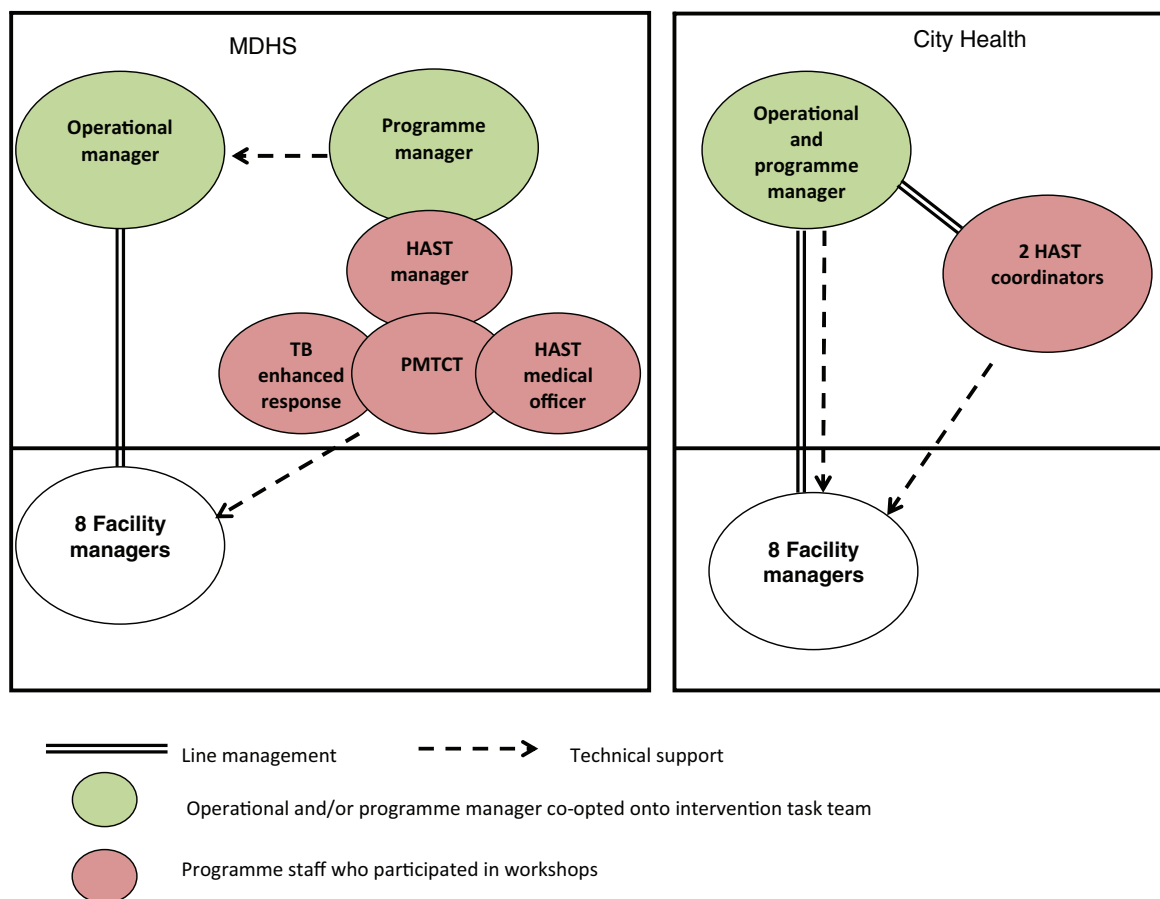 MDHS
Operational
manager
Programme
manager
HAST
manager
TB
enhanced
response
PMTCT
HAST
medical
officer
8 Facility
managers
City Health
Operational
and
programme
manager
2 HAST
coordinators
8 Facility
managers
Line management
Technical support
Operational and/or programme manager co-opted onto intervention task team
Programme staff who participated in workshops